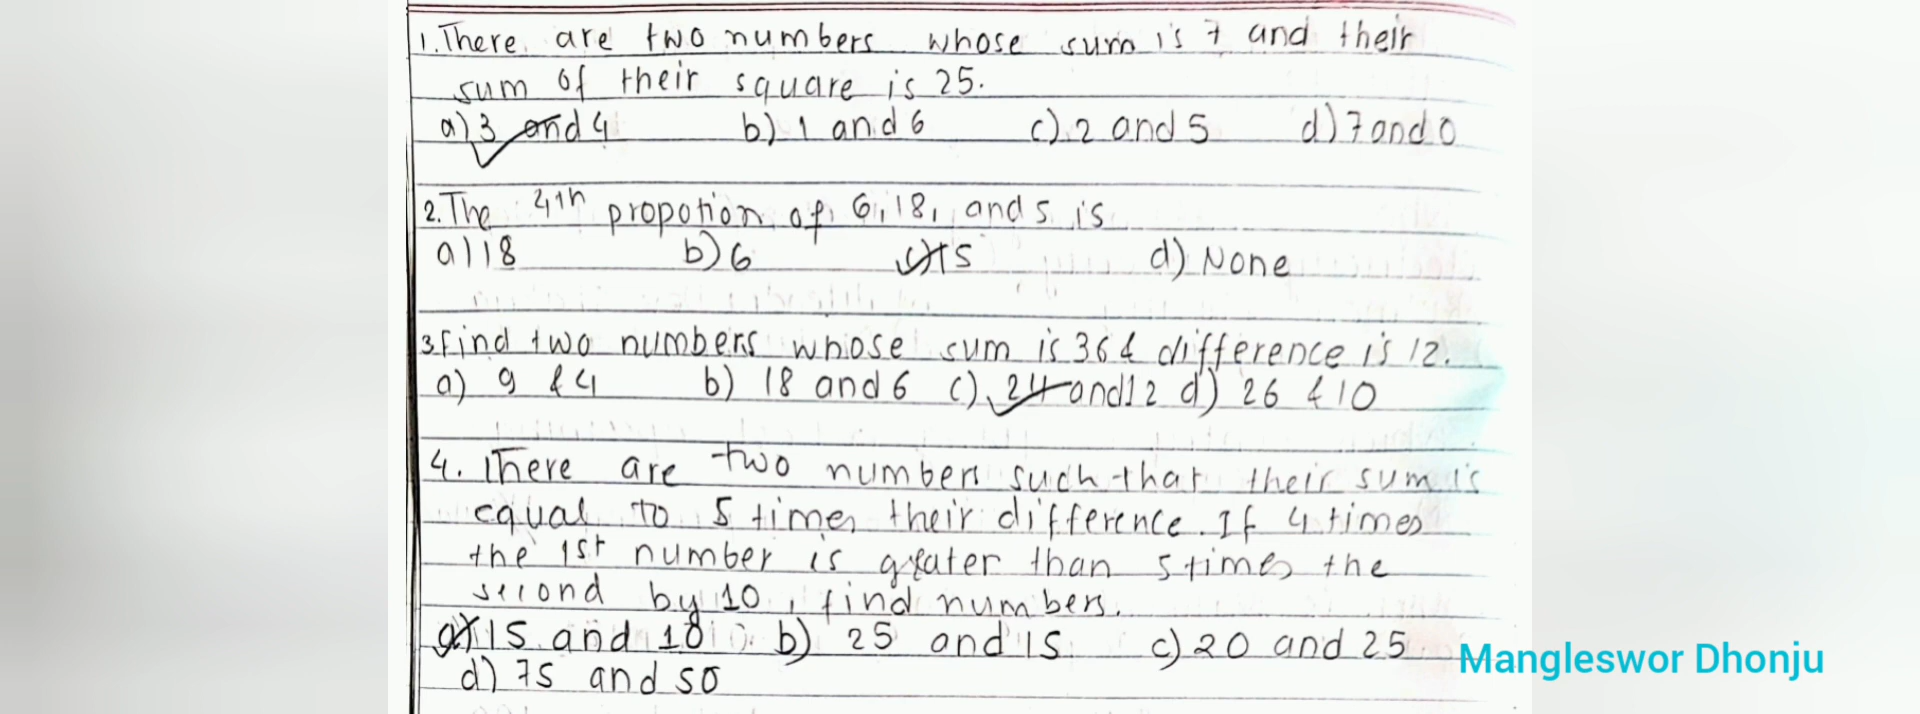 1. There are two numbers whose sum is 7 and their
sum of their square is 25.
a) 3 and 4 b) 1 and 6 c) 2 and 5 d) 7 and 0
2. The 4th propotion of 6, 18, and 5 is
a) 18 b) 6 c) 15 d) None
3. find two numbers whose sum is 36 & difference is 12.
a) 9 & 4 b) 18 and 6 c) 24 and 12 d) 26 & 10
4. There are two numbers such that their sum is
equal to 5 times their difference. If 4 times
the 1st number is greater than 5 times the
second by 10, find numbers.
a) 15 and 10 b) 25 and 15 c) 20 and 25
d) 75 and 50
Mangleswor Dhonju